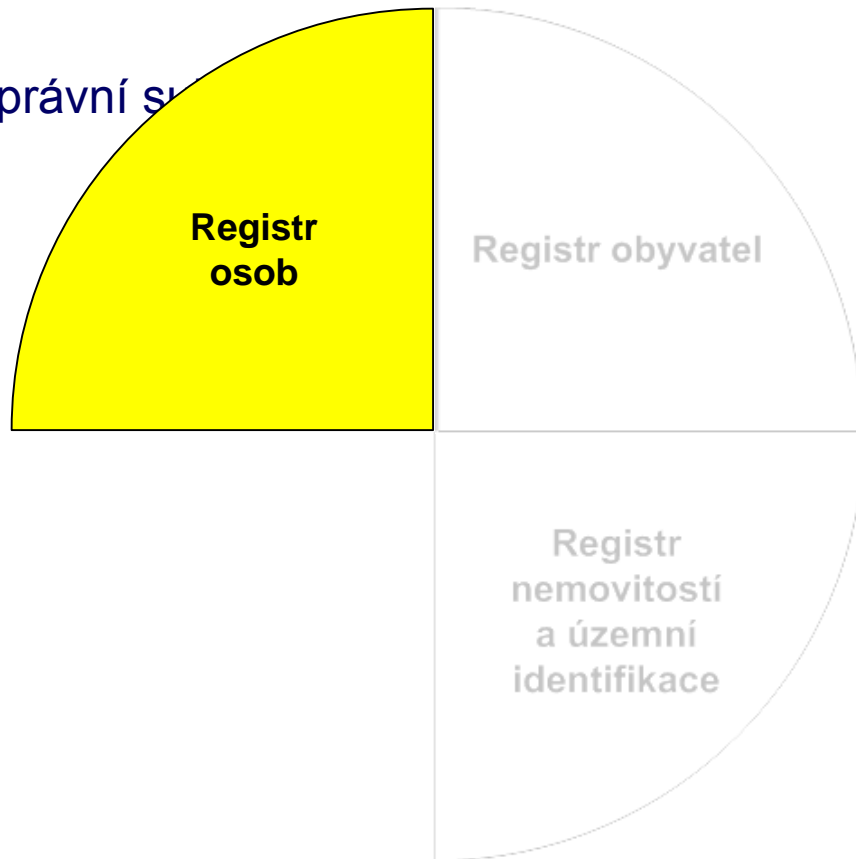 právní
Registr
osob
Registr obyvatel
Registr
nemovitostí
a územní
identifikace